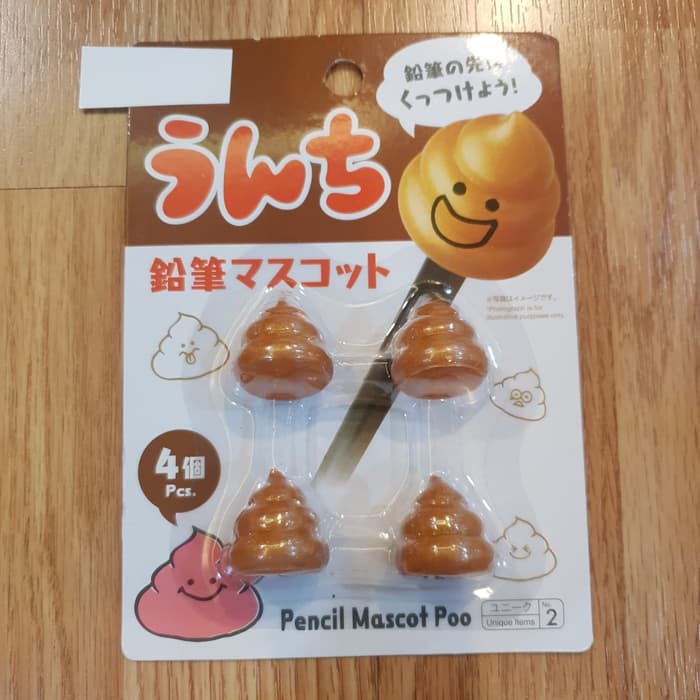 鉛筆の先に
くっつけよう!
うんち
鉛筆マスコット
※写真はイメージです。
*Photograph is for
illustrative purposes only.
4個
Pcs.
Pencil Mascot Poo
ユニーク
Unique Items
No.
2